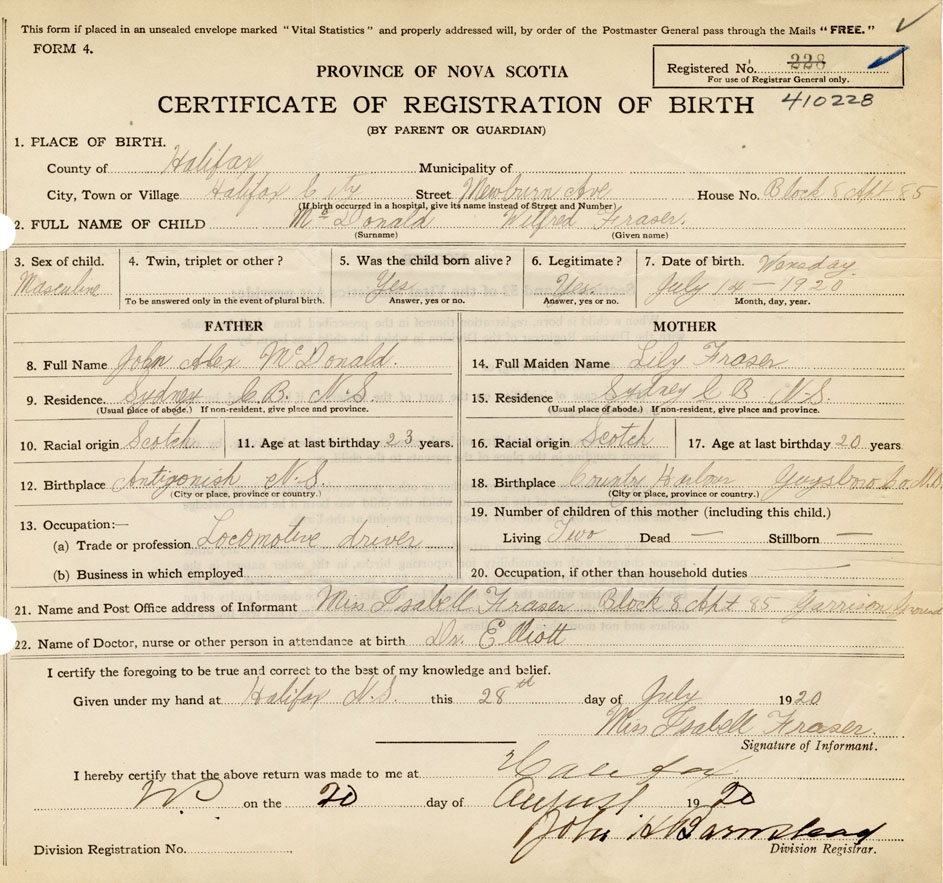 This form if placed in an unsealed envelope marked "Vital Statistics" and properly addressed will, by order of the Postmaster General pass through the Mails "FREE."
FORM 4.
Registered No. 228
For use of Registrar General only.
PROVINCE OF NOVA SCOTIA
CERTIFICATE OF REGISTRATION OF BIRTH 410228
(BY PARENT OR GUARDIAN)
1. PLACE OF BIRTH.
County of Halifax Municipality of
City, Town or Village Halifax City Street Newburn Ave House No. Block 8 Apt 85
(If birth occurred in a hospital, give its name instead of Street and Number)
2. FULL NAME OF CHILD McDonald Wilfred Fraser.
(Surname) (Given name)
3. Sex of child. 4. Twin, triplet or other? 5. Was the child born alive? 6. Legitimate? 7. Date of birth. Wensday
Masculine Yes Yes July 14 - 1920
To be answered only in the event of plural birth. Answer, yes or no. Answer, yes or no. Month, day, year.
FATHER MOTHER
8. Full Name John Alex McDonald. 14. Full Maiden Name Lily Fraser
9. Residence. Sydney C.B. N.S 15. Residence Sydney C B N.S.
(Usual place of abode.) If non-resident, give place and province. (Usual place of abode.) If non-resident, give place and province.
10. Racial origin Scotch 11. Age at last birthday 23 years. 16. Racial origin Scotch 17. Age at last birthday 20 years
12. Birthplace Antigonish N.S. 18. Birthplace Country Harbor Guysboro Co.
(City or place, province or country.) (City or place, province or country.)
13. Occupation:— 19. Number of children of this mother (including this child.)
(a) Trade or profession Locomotive driver Living Two Dead — Stillborn —
(b) Business in which employed 20. Occupation, if other than household duties —
21. Name and Post Office address of Informant Miss Isabell Fraser Block 8 Apt 85 Garrison Ground
22. Name of Doctor, nurse or other person in attendance at birth Dr. Elliott
I certify the foregoing to be true and correct to the best of my knowledge and belief.
Given under my hand at Halifax N.S. this 28th day of July 1920
Miss Isabell Fraser.
Signature of Informant.
I hereby certify that the above return was made to me at Halifax
on the 20 day of August 1920
John H Barnstead
Division Registration No. Division Registrar.